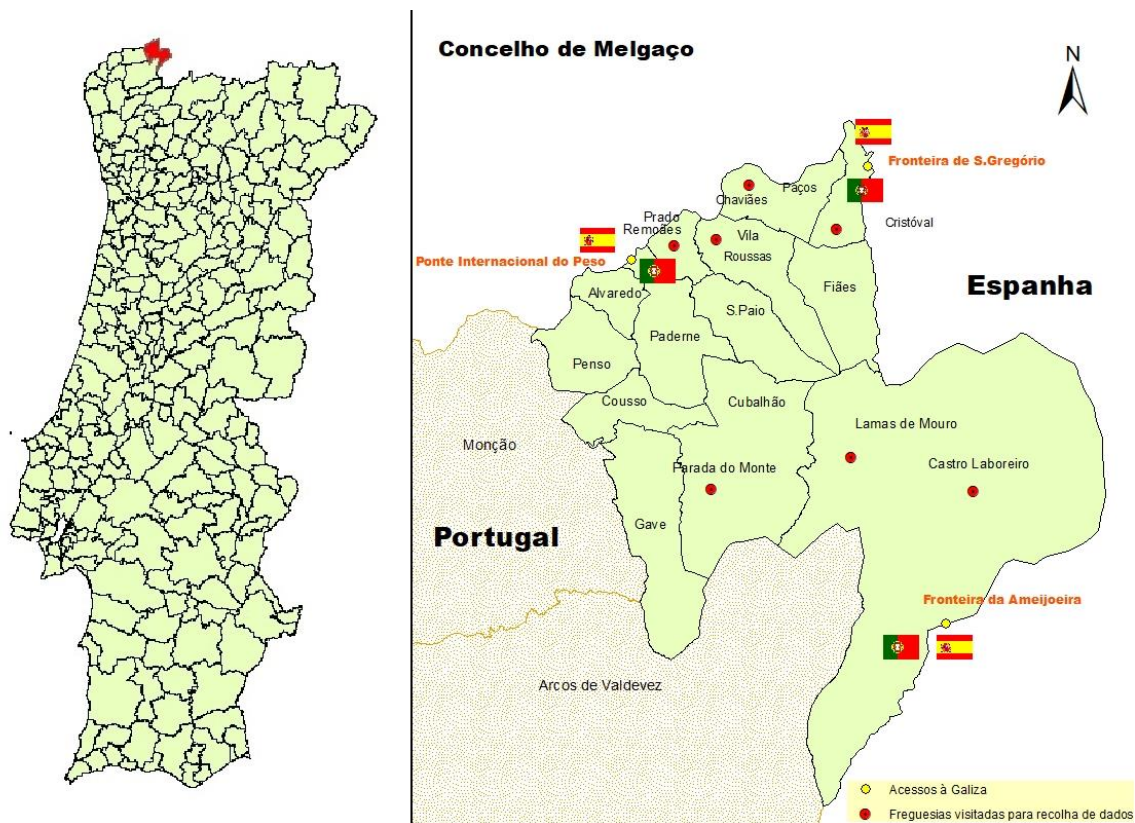 Concelho de Melgaço
N
Fronteira de S.Gregório
Paços
Chaviães
Prado
Remoães
Cristóval
Vila
Roussas
Ponte Internacional do Peso
Fiães
Espanha
Alvaredo
S.Paio
Paderne
Penso
Cousso
Cubalhão
Lamas de Mouro
Monção
Parada do Monte
Castro Laboreiro
Gave
Portugal
Fronteira da Ameijoeira
Arcos de Valdevez
Acessos à Galiza
Freguesias visitadas para recolha de dados